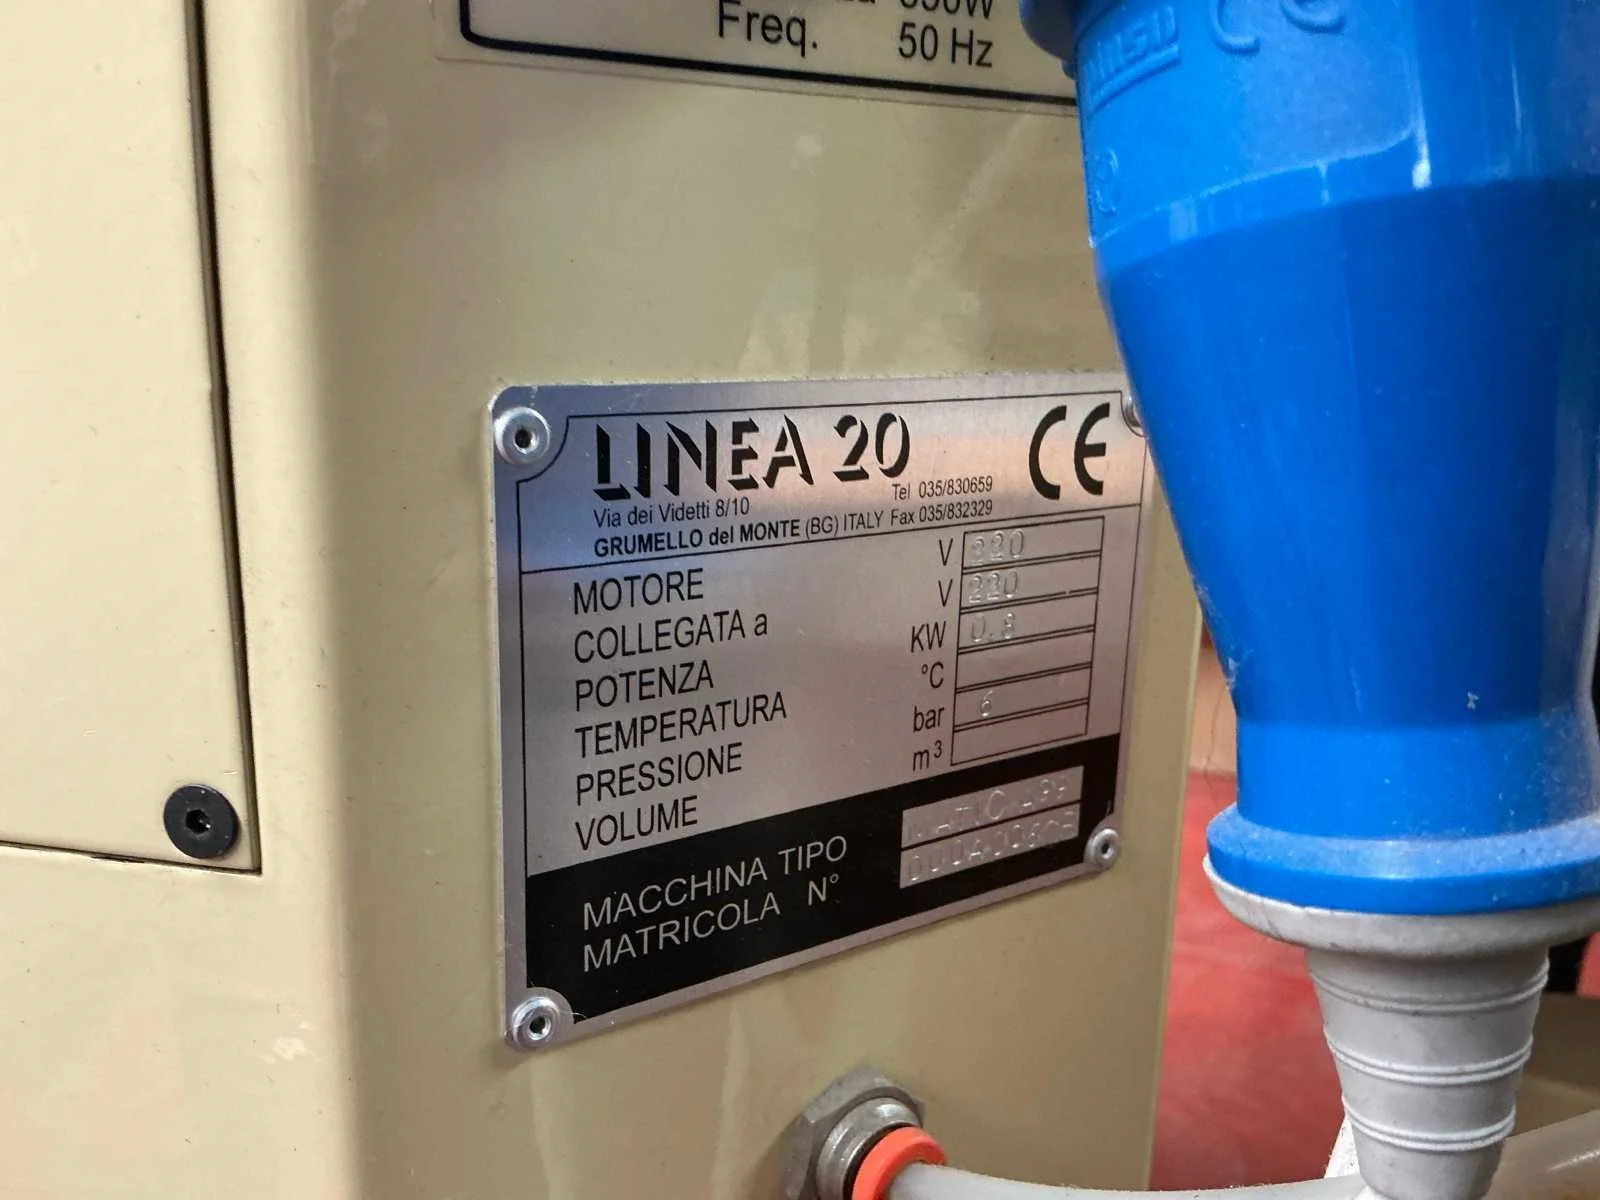 Freq. 50 Hz
LINEA 20 CE
Via dei Videtti 8/10 Tel 035/830659
GRUMELLO del MONTE (BG) ITALY Fax 035/832329
MOTORE V 220
COLLEGATA a V 220
POTENZA KW 0.8
TEMPERATURA °C
PRESSIONE bar 6
VOLUME m³
MACCHINA TIPO
MATRICOLA N°